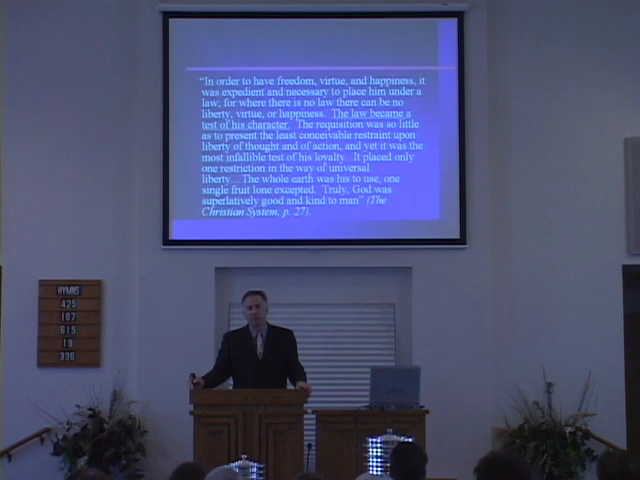 "In order to have freedom, virtue, and happiness, it
was expedient and necessary to place him under a
law; for where there is no law there can be no
liberty, virtue, or happiness. The law became a
test of his character. The requisition was so little
as to present the least conceivable restraint upon
liberty of thought and of action, and yet it was the
most infallible test of his loyalty. It placed only
one restriction in the way of universal
liberty... The whole earth was his to use, one
single fruit lone excepted. Truly, God was
superlatively good and kind to man" (The
Christian System, p. 27).
HYMNS
425
187
615
19
336